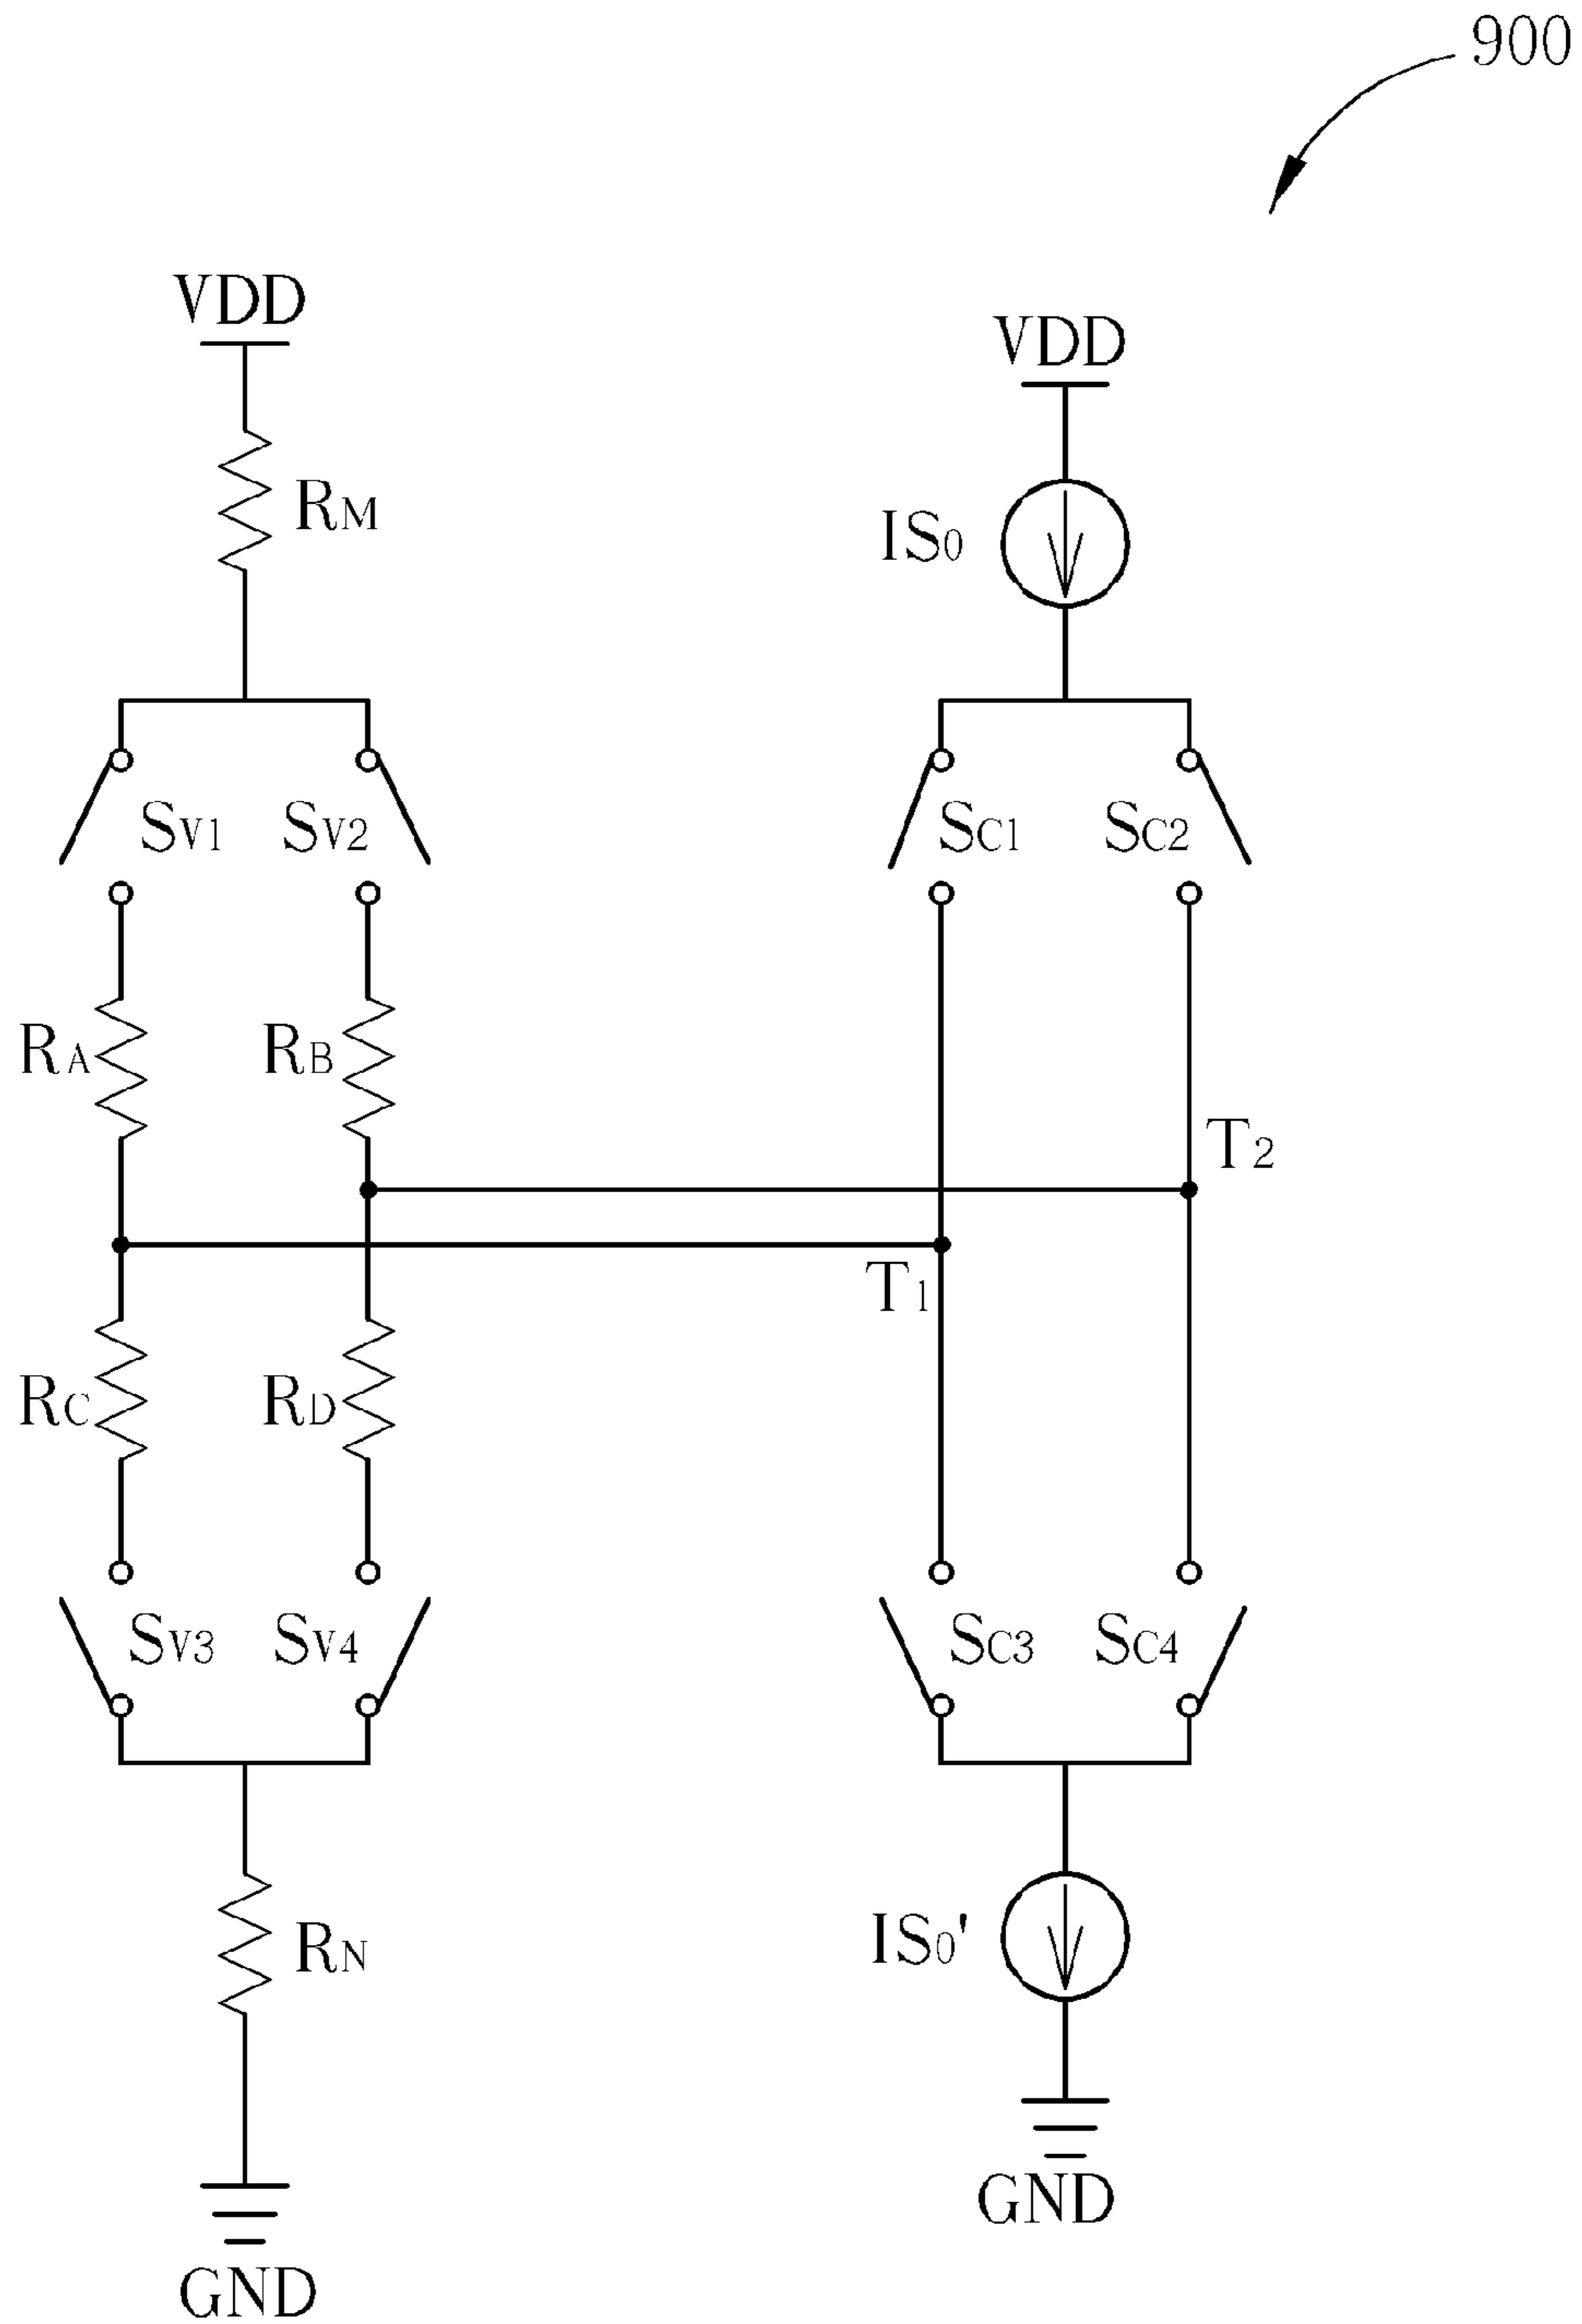 900
VDD
VDD
RM
IS0
SV1 SV2 SC1 SC2
RA RB
T2
T1
RC RD
SV3 SV4 SC3 SC4
RN
IS0'
GND
GND